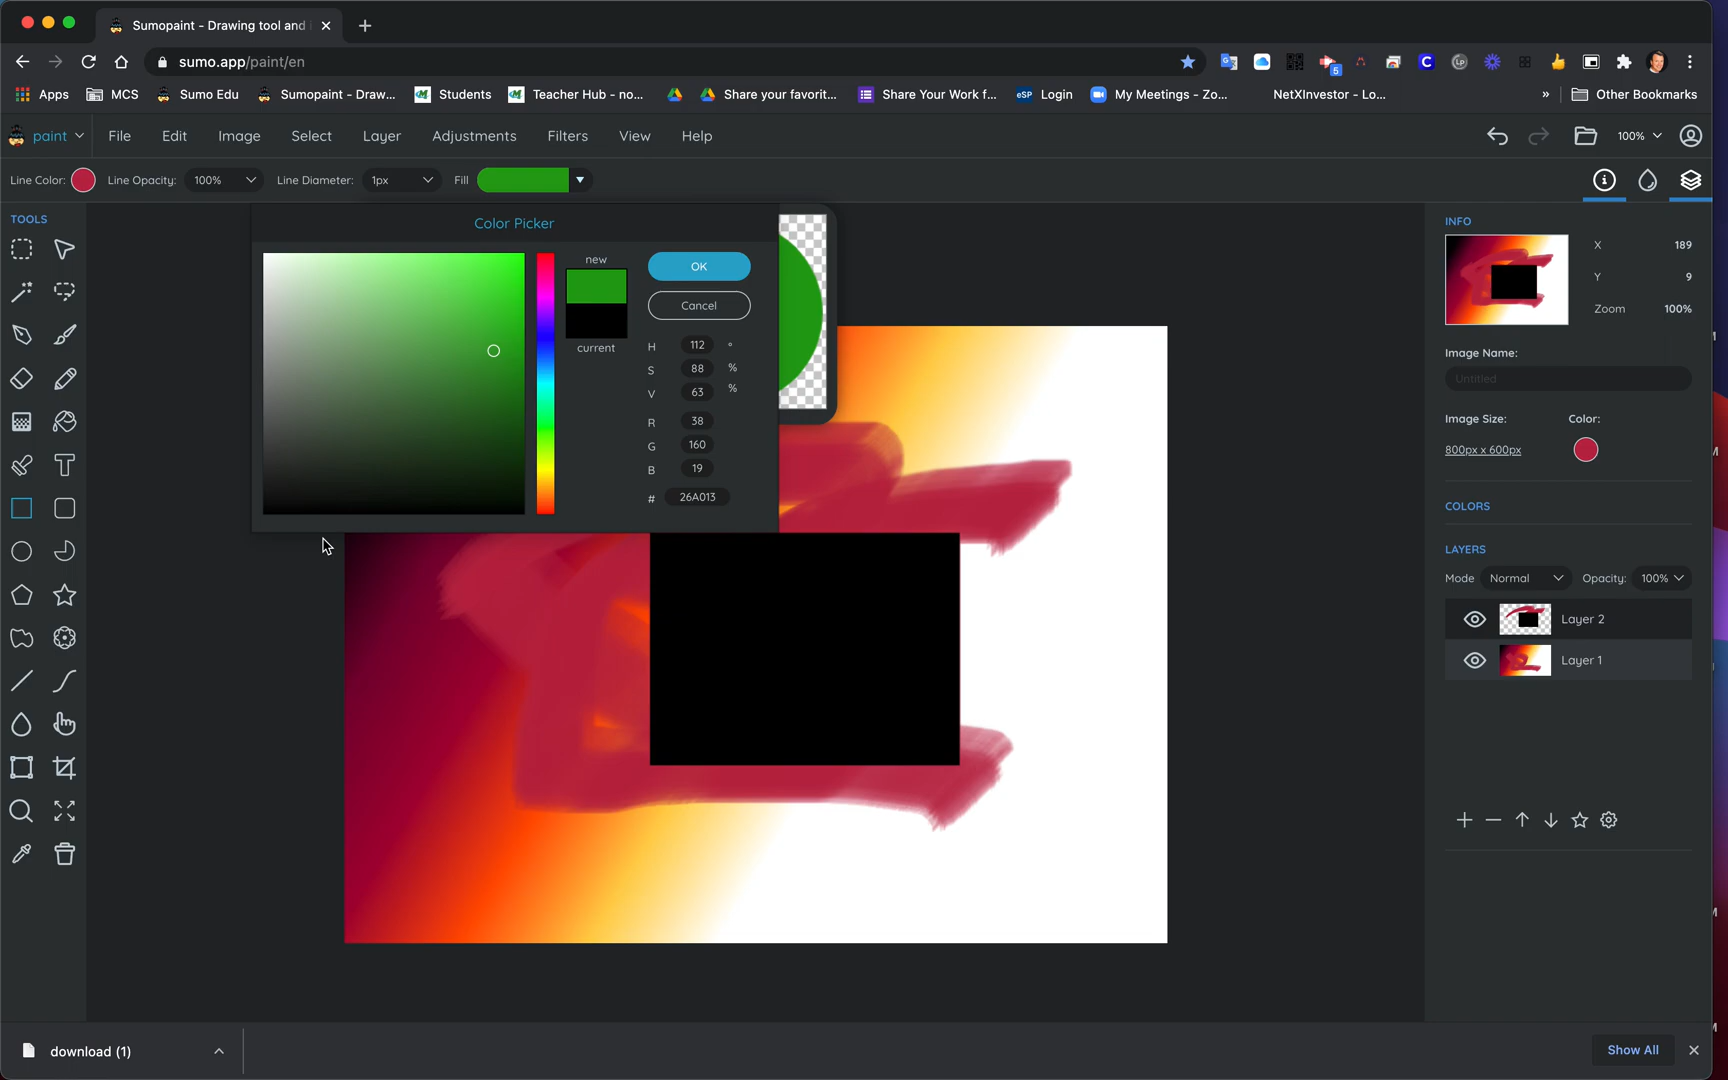 Sumopaint - Drawing tool and
sumo.app/paint/en
5
Apps MCS Sumo Edu Sumopaint - Draw... Students Teacher Hub - no... Share your favorit... Share Your Work f... eSP Login My Meetings - Zo... NetXInvestor - Lo... » Other Bookmarks
paint File Edit Image Select Layer Adjustments Filters View Help 100%
Line Color: Line Opacity: 100% Line Diameter: 1px Fill
TOOLS
Color Picker
new
OK
Cancel
current
H 112 °
S 88 %
V 63 %
R 38
G 160
B 19
# 26A013
INFO
X 189
Y 9
Zoom 100%
Image Name:
Untitled
Image Size: Color:
800px x 600px
COLORS
LAYERS
Mode Normal Opacity: 100%
Layer 2
Layer 1
download (1)
Show All